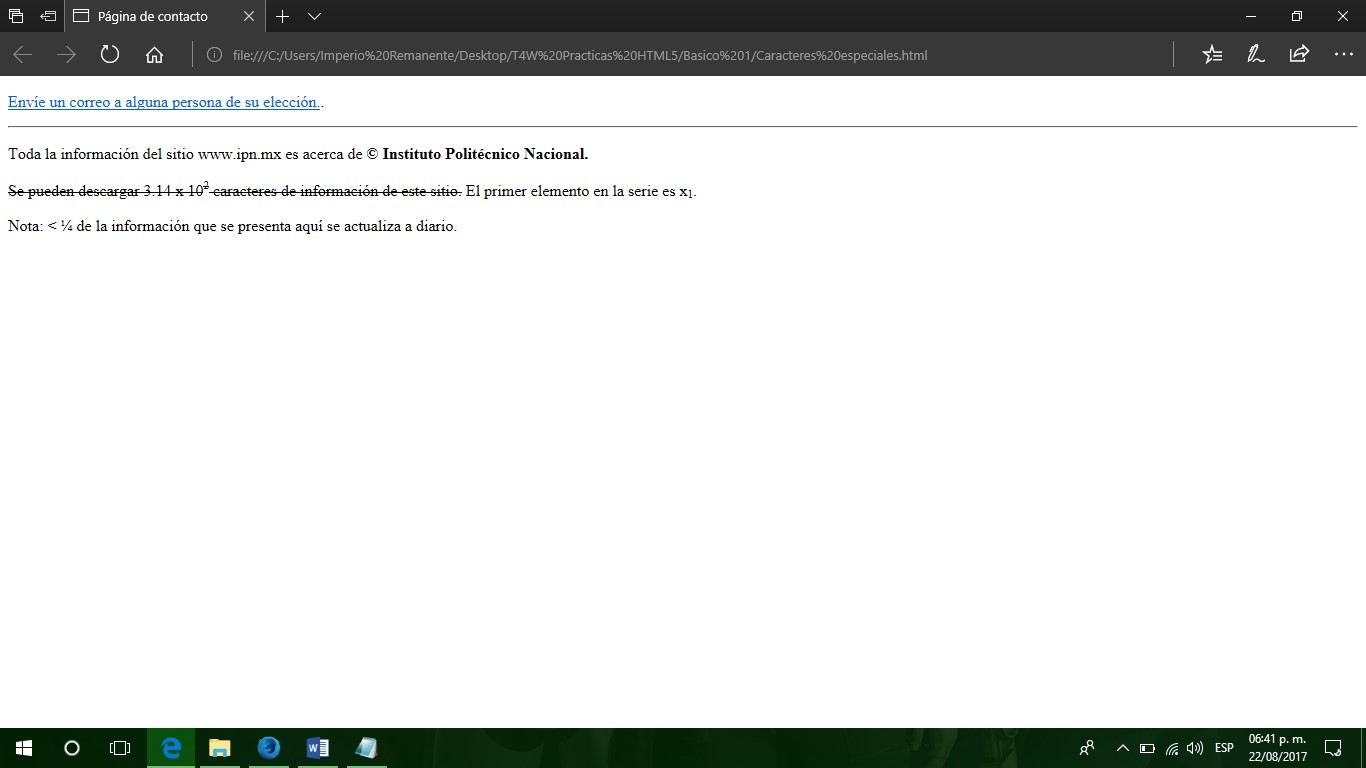 Página de contacto
file:///C:/Users/Imperio%20Remanente/Desktop/T4W%20Practicas%20HTML5/Basico%201/Caracteres%20especiales.html
Envíe un correo a alguna persona de su elección..
Toda la información del sitio www.ipn.mx es acerca de © Instituto Politécnico Nacional.
Se pueden descargar 3.14 x 10² caracteres de información de este sitio. El primer elemento en la serie es x₁.
Nota: < ¼ de la información que se presenta aquí se actualiza a diario.
ESP
06:41 p. m.
22/08/2017